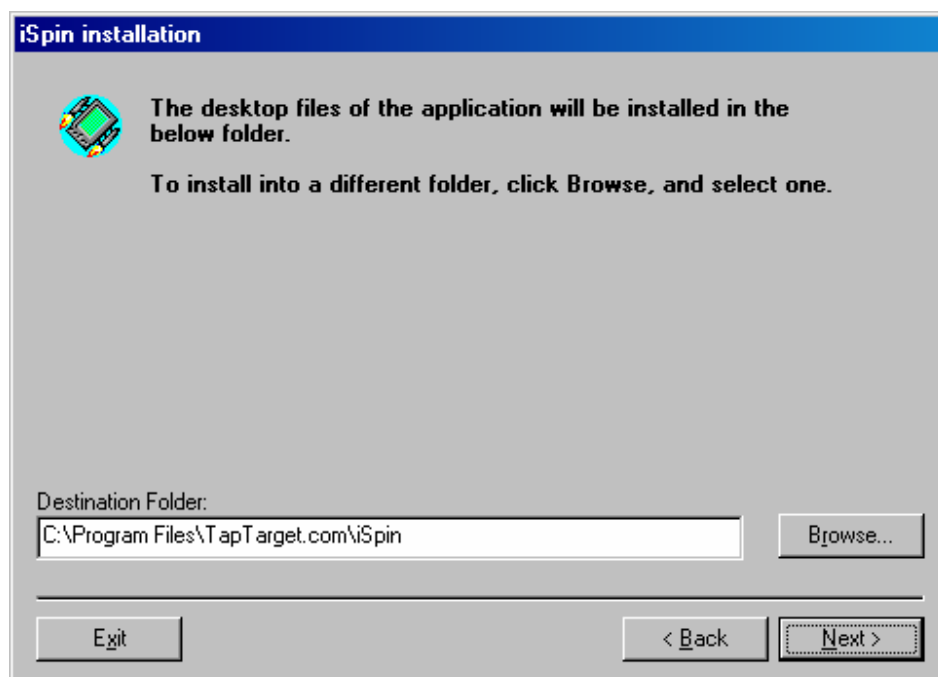 iSpin installation
The desktop files of the application will be installed in the
below folder.
To install into a different folder, click Browse, and select one.
Destination Folder:
C:\Program Files\TapTarget.com\iSpin
Browse...
Exit
< Back
Next >